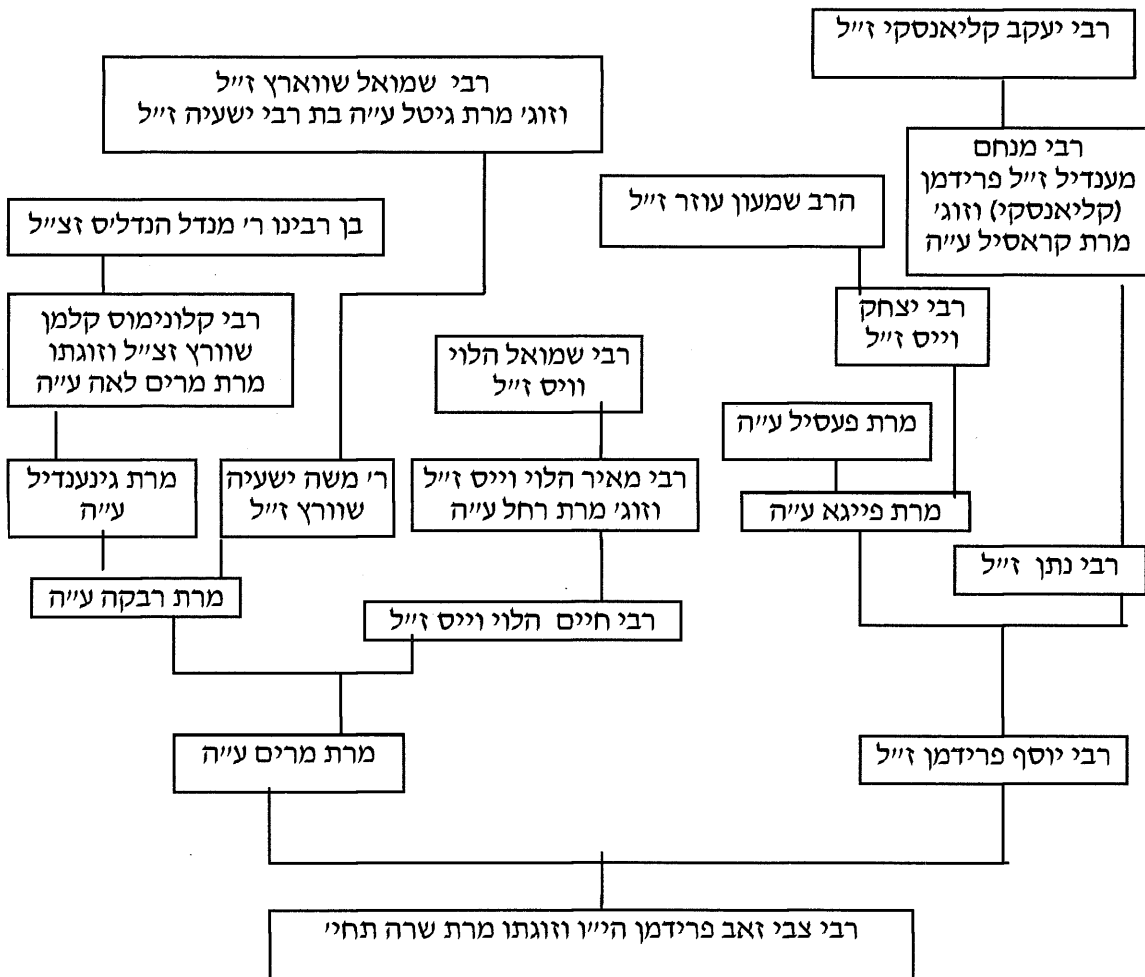 רבי יעקב קליאנסקי ז״ל
רבי שמואל שווארץ ז״ל
וזוג׳ מרת גיטל ע״ה בת רבי ישעיה ז״ל
רבי מנחם
מענדיל ז״ל פרידמן
(קליאנסקי) וזוג׳
מרת קראסיל ע״ה
הרב שמעון עוזר ז״ל
בן רבינו ר׳ מנדל הנדל׳ס זצ״ל
רבי יצחק
וייס ז״ל
רבי קלונימוס קלמן
שוורץ זצ״ל וזוגתו
מרת מרים לאה ע״ה
רבי שמואל הלוי
וויס ז״ל
מרת פעסיל ע״ה
רבי מאיר הלוי וייס ז״ל
וזוג׳ מרת רחל ע״ה
ר׳ משה ישעיה
שוורץ ז״ל
מרת גינענדיל
ע״ה
מרת פייגא ע״ה
רבי נתן ז״ל
מרת רבקה ע״ה
רבי חיים הלוי וייס ז״ל
רבי יוסף פרידמן ז״ל
מרת מרים ע״ה
רבי צבי זאב פרידמן הי״ו וזוגתו מרת שרה תחי׳